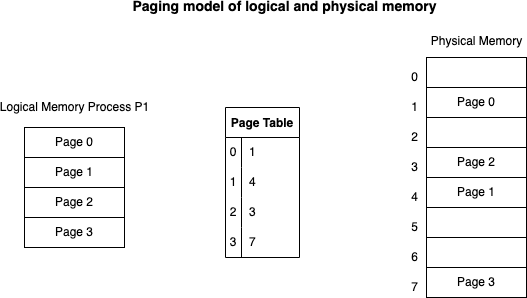 Paging model of logical and physical memory
Logical Memory Process P1
Page 0
Page 1
Page 2
Page 3
Page Table
0 1
1 4
2 3
3 7
Physical Memory
0
1 Page 0
2
3 Page 2
4 Page 1
5
6
7 Page 3